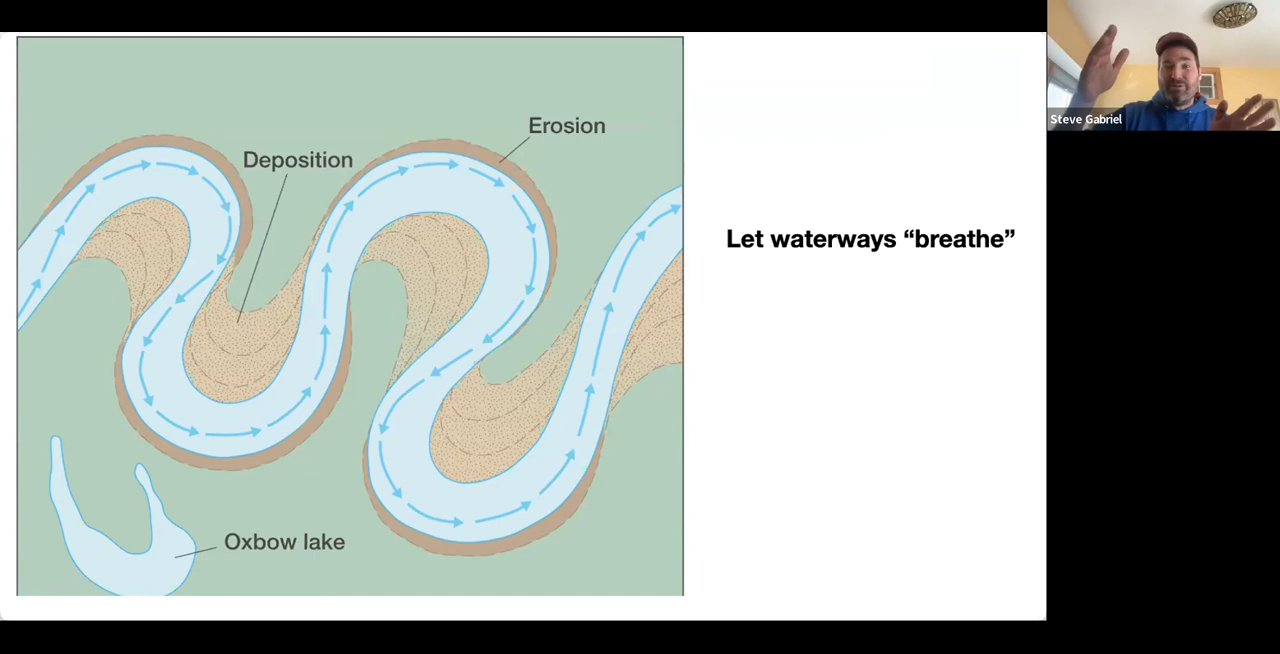 Erosion
Deposition
Let waterways “breathe”
Oxbow lake
Steve Gabriel